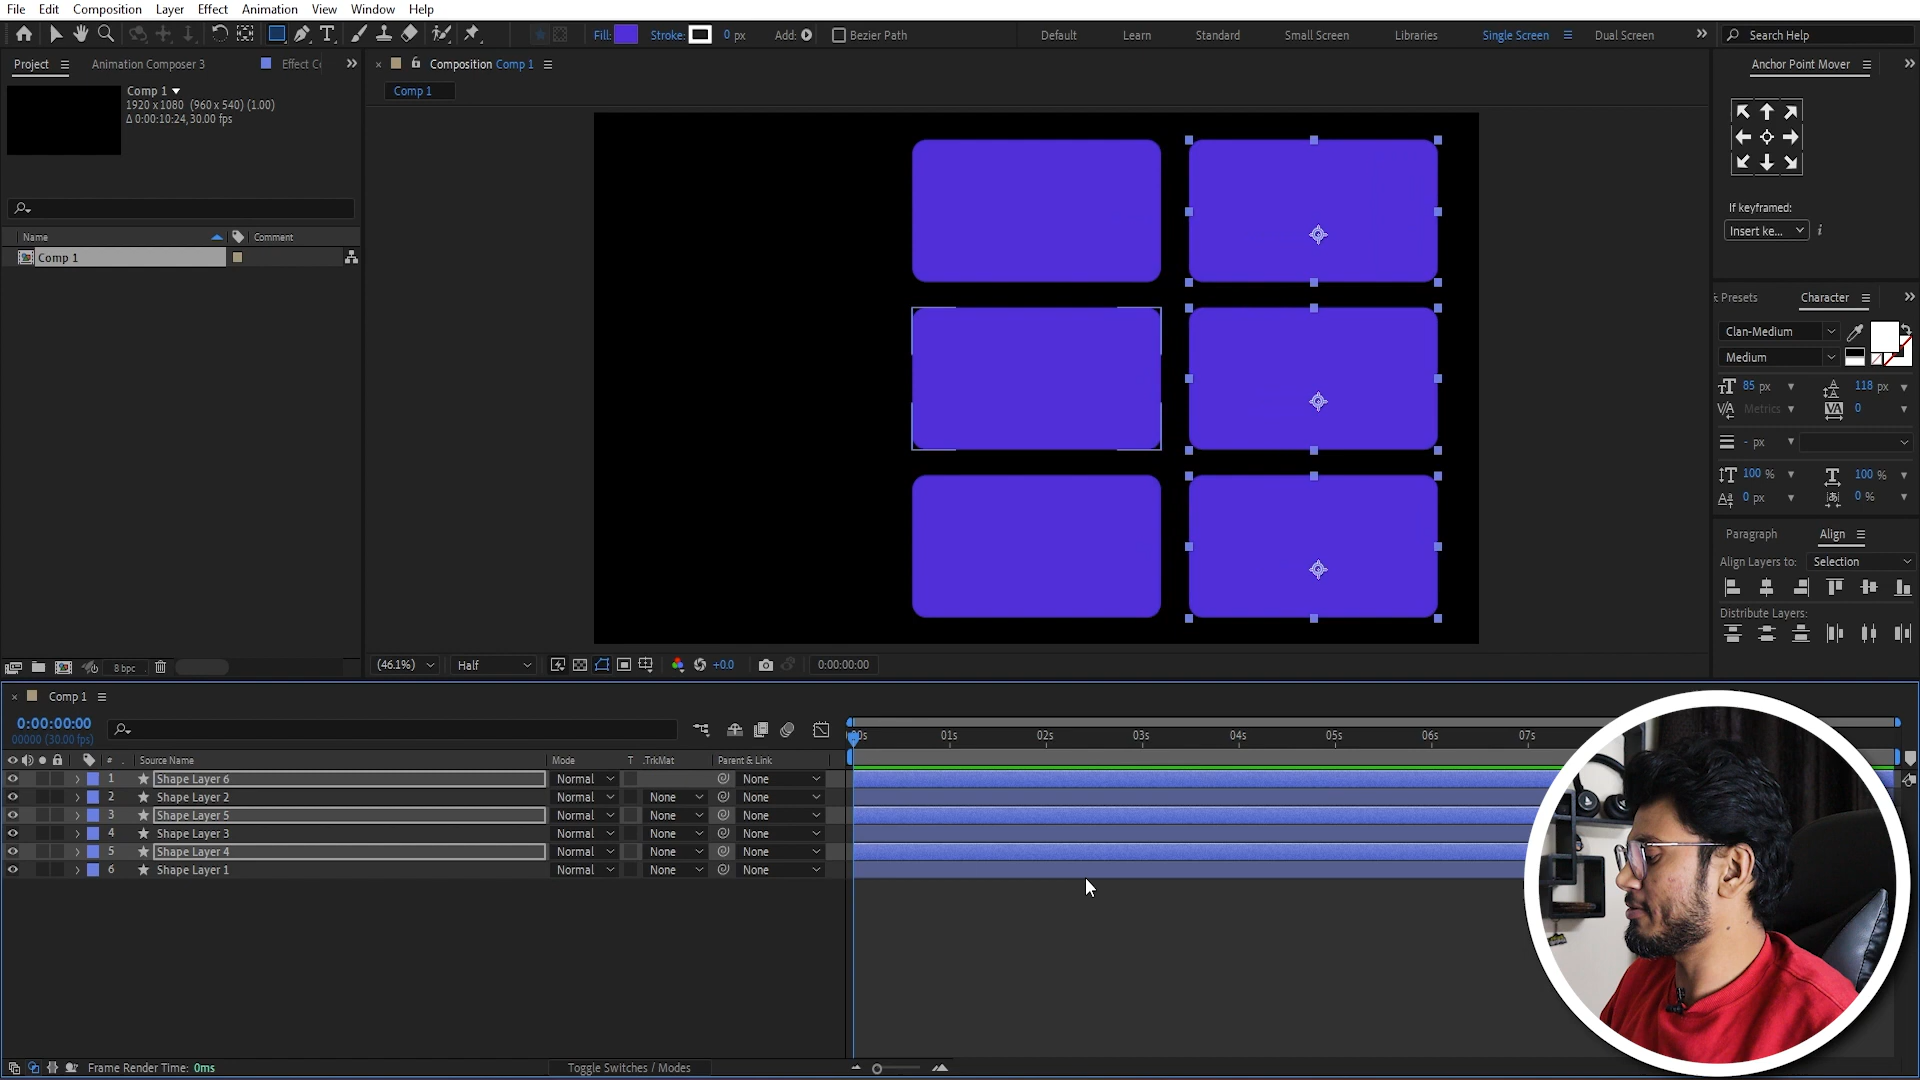 File Edit Composition Layer Effect Animation View Window Help
Fill: Stroke: 0 px Add: Bezier Path Default Learn Standard Small Screen Libraries Single Screen Dual Screen Search Help
Project Animation Composer 3 Effect Co
Composition Comp 1
Anchor Point Mover
Comp 1
Comp 1
1920 x 1080 (960 x 540) (1.00)
Δ 0:00:10:24, 30.00 fps
If keyframed:
Insert ke...
Name Comment
Comp 1
Presets Character
Clan-Medium
Medium
85 px 118 px
Metrics 0
- px
100 % 100 %
0 px 0 %
Paragraph Align
Align Layers to: Selection
Distribute Layers:
8 bpc
(46.1%) Half +0.0 0:00:00:00
Comp 1
0:00:00:00
00000 (30.00 fps)
00s 01s 02s 03s 04s 05s 06s 07s
# Source Name Mode T .TrkMat Parent & Link
1 Shape Layer 6 Normal None
2 Shape Layer 2 Normal None None
3 Shape Layer 5 Normal None None
4 Shape Layer 3 Normal None None
5 Shape Layer 4 Normal None None
6 Shape Layer 1 Normal None None
Frame Render Time: 0ms Toggle Switches / Modes